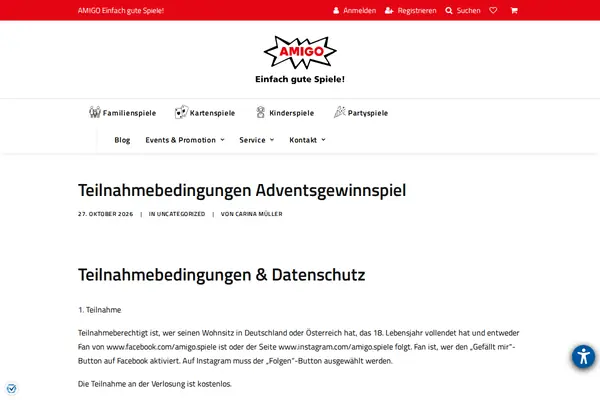 AMIGO Einfach gute Spiele!
Anmelden Registrieren Suchen
AMIGO
Einfach gute Spiele!
Familienspiele Kartenspiele Kinderspiele Partyspiele
Blog Events & Promotion Service Kontakt
Teilnahmebedingungen Adventsgewinnspiel
27. OKTOBER 2026 | IN UNCATEGORIZED | VON CARINA MÜLLER
Teilnahmebedingungen & Datenschutz
1. Teilnahme
Teilnahmeberechtigt ist, wer seinen Wohnsitz in Deutschland oder Österreich hat, das 18. Lebensjahr vollendet hat und entweder
Fan von www.facebook.com/amigo.spiele ist oder der Seite www.instagram.com/amigo.spiele folgt. Fan ist, wer den „Gefällt mir"-
Button auf Facebook aktiviert. Auf Instagram muss der „Folgen“-Button ausgewählt werden.
Die Teilnahme an der Verlosung ist kostenlos.